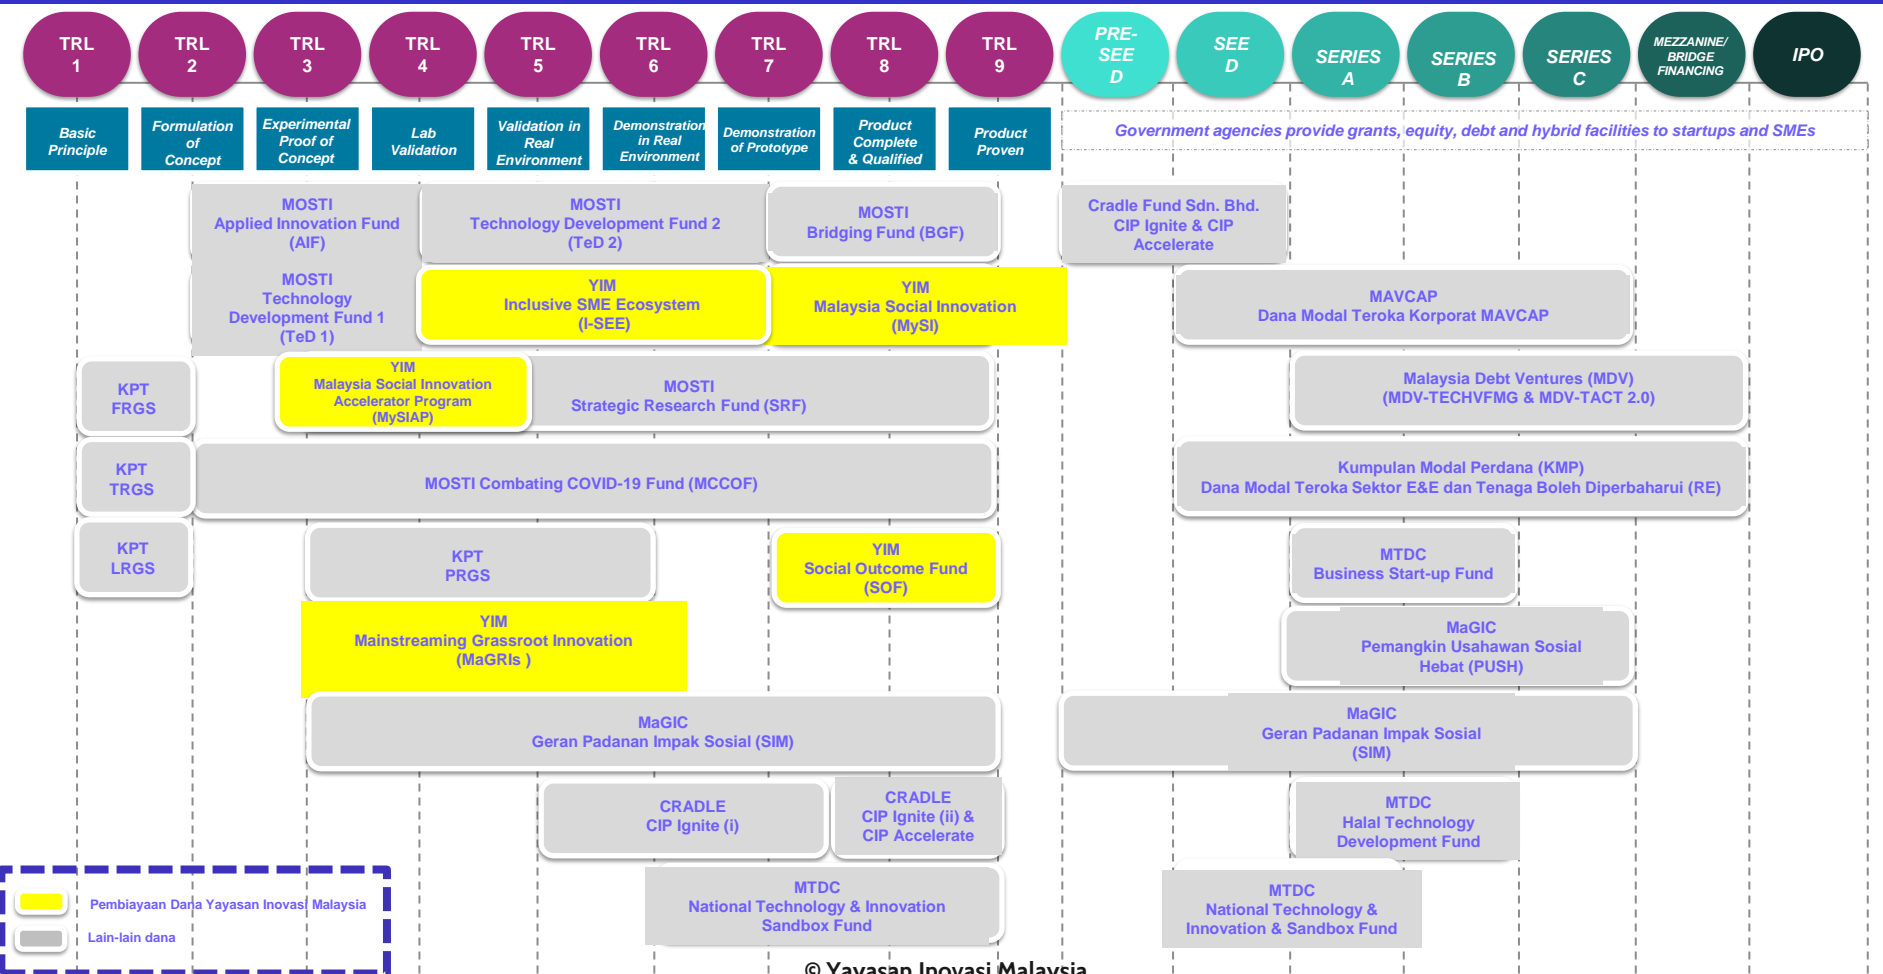 TRL
1
TRL
2
TRL
3
TRL
4
TRL
5
TRL
6
TRL
7
TRL
8
TRL
9
PRE-
SEE
D
SEE
D
SERIES
A
SERIES
B
SERIES
C
MEZZANINE/
BRIDGE
FINANCING
IPO
Basic
Principle
Formulation
of
Concept
Experimental
Proof of
Concept
Lab
Validation
Validation in
Real
Environment
Demonstration
in Real
Environment
Demonstration
of Prototype
Product
Complete
& Qualified
Product
Proven
Government agencies provide grants, equity, debt and hybrid facilities to startups and SMEs
MOSTI
Applied Innovation Fund
(AIF)
MOSTI
Technology Development Fund 2
(TeD 2)
MOSTI
Bridging Fund (BGF)
Cradle Fund Sdn. Bhd.
CIP Ignite & CIP
Accelerate
MOSTI
Technology
Development Fund 1
(TeD 1)
YIM
Inclusive SME Ecosystem
(I-SEE)
YIM
Malaysia Social Innovation
(MySI)
MAVCAP
Dana Modal Teroka Korporat MAVCAP
KPT
FRGS
YIM
Malaysia Social Innovation
Accelerator Program
(MySIAP)
MOSTI
Strategic Research Fund (SRF)
Malaysia Debt Ventures (MDV)
(MDV-TECHVFMG & MDV-TACT 2.0)
KPT
TRGS
MOSTI Combating COVID-19 Fund (MCCOF)
Kumpulan Modal Perdana (KMP)
Dana Modal Teroka Sektor E&E dan Tenaga Boleh Diperbaharui (RE)
KPT
LRGS
KPT
PRGS
YIM
Social Outcome Fund
(SOF)
MTDC
Business Start-up Fund
YIM
Mainstreaming Grassroot Innovation
(MaGRIs )
MaGIC
Pemangkin Usahawan Sosial
Hebat (PUSH)
MaGIC
Geran Padanan Impak Sosial (SIM)
MaGIC
Geran Padanan Impak Sosial
(SIM)
CRADLE
CIP Ignite (i)
CRADLE
CIP Ignite (ii) &
CIP Accelerate
MTDC
Halal Technology
Development Fund
MTDC
National Technology & Innovation
Sandbox Fund
MTDC
National Technology &
Innovation & Sandbox Fund
Pembiayaan Dana Yayasan Inovasi Malaysia
Lain-lain dana
© Yayasan Inovasi Malaysia